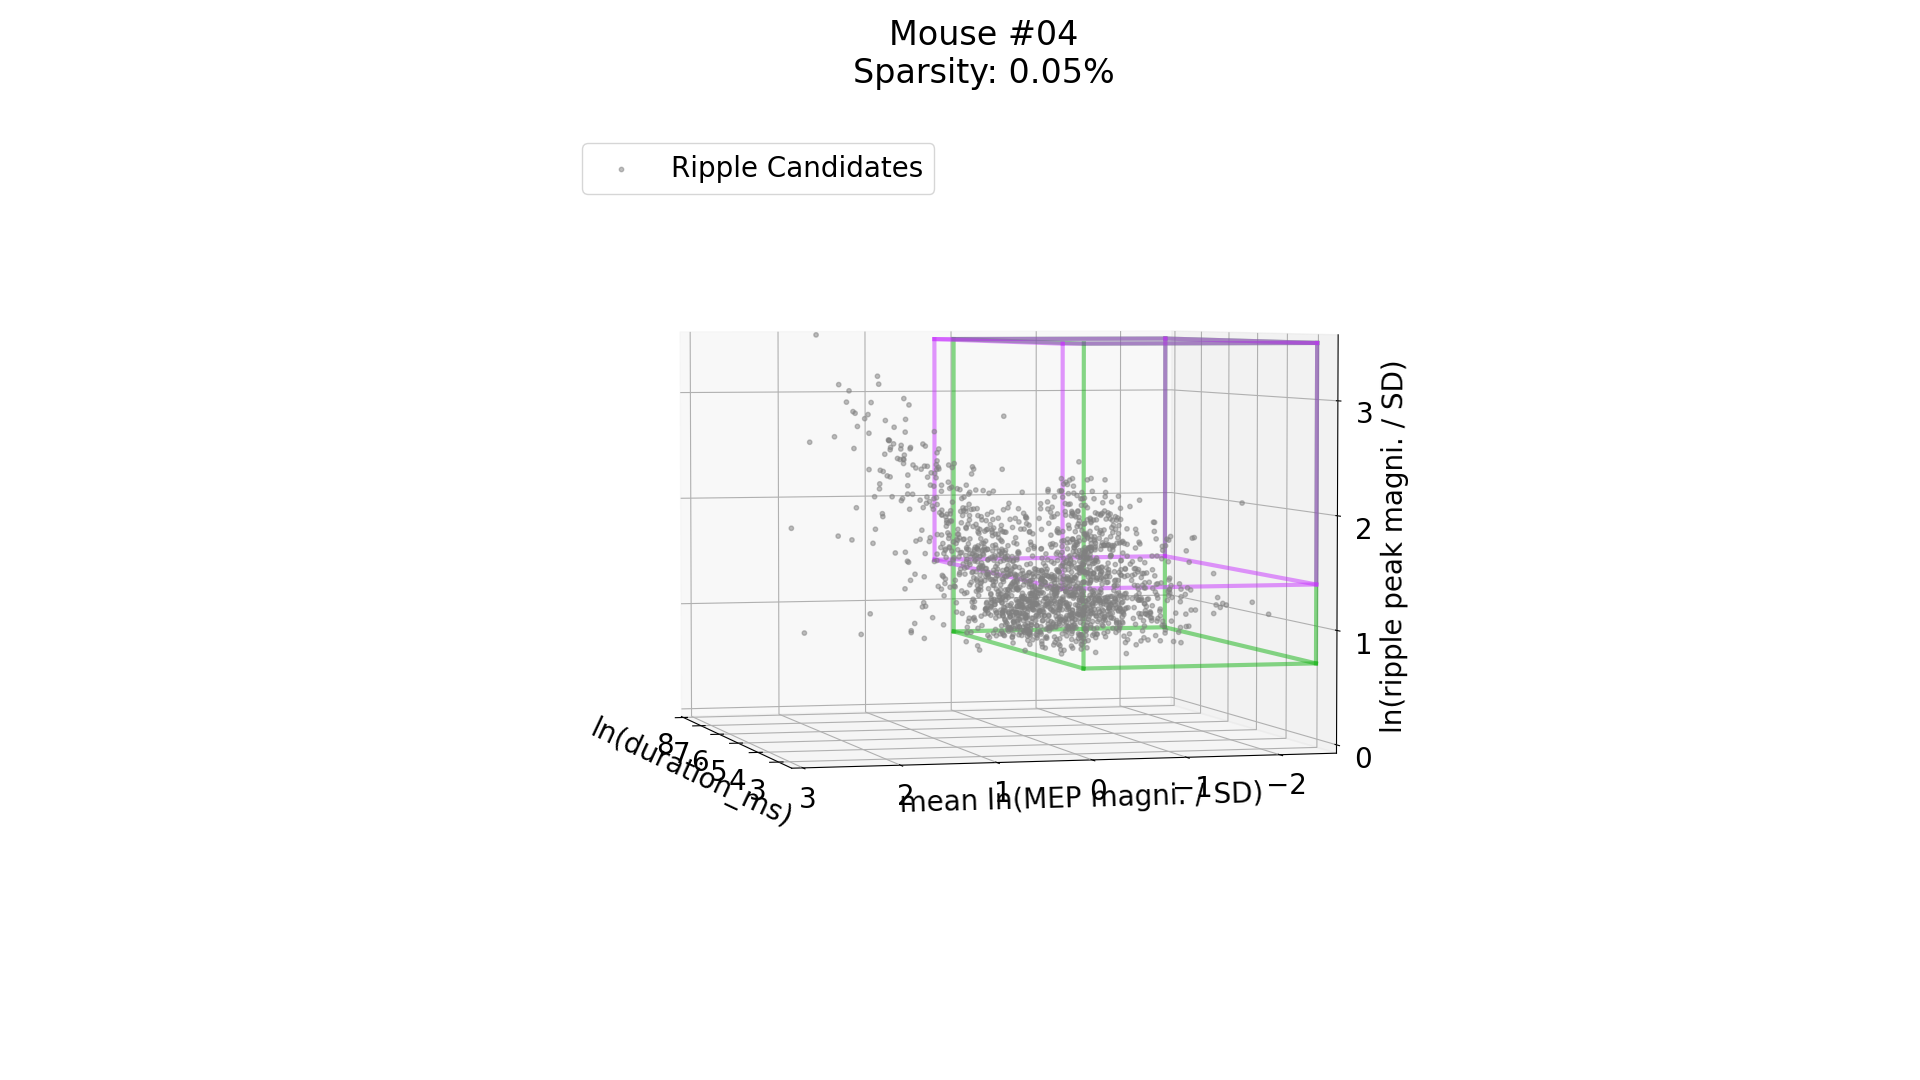 Mouse #04
Sparsity: 0.05%
Ripple Candidates
3
2
1
0
ln(ripple peak magni. / SD)
8
7
6
5
4
3
ln(duration_ms)
3
2
1
0
−1
−2
mean ln(MEP magni. / SD)